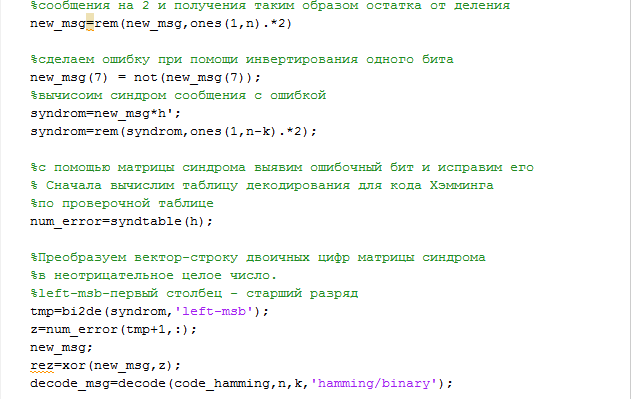 %сообщения на 2 и получения таким образом остатка от деления
new_msg=rem(new_msg,ones(1,n).*2)
%сделаем ошибку при помощи инвертирования одного бита
new_msg(7) = not(new_msg(7));
%вычисоим синдром сообщения с ошибкой
syndrom=new_msg*h';
syndrom=rem(syndrom,ones(1,n-k).*2);
%с помощью матрицы синдрома выявим ошибочный бит и исправим его
% Сначала вычислим таблицу декодирования для кода Хэмминга
%по проверочной таблице
num_error=syndtable(h);
%Преобразуем вектор-строку двоичных цифр матрицы синдрома
%в неотрицательное целое число.
%left-msb-первый столбец - старший разряд
tmp=bi2de(syndrom,'left-msb');
z=num_error(tmp+1,:);
new_msg;
rez=xor(new_msg,z);
decode_msg=decode(code_hamming,n,k,'hamming/binary');